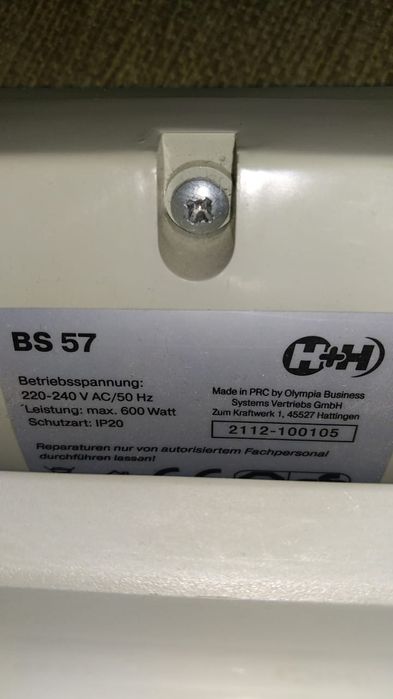 BS 57
H+H
Betriebsspannung:
220-240 V AC/50 Hz
Leistung: max. 600 Watt
Schutzart: IP20
Made in PRC by Olympia Business
Systems Vertriebs GmbH
Zum Kraftwerk 1, 45527 Hattingen
2112-100105
Reparaturen nur von autorisiertem Fachpersonal
durchführen lassen!